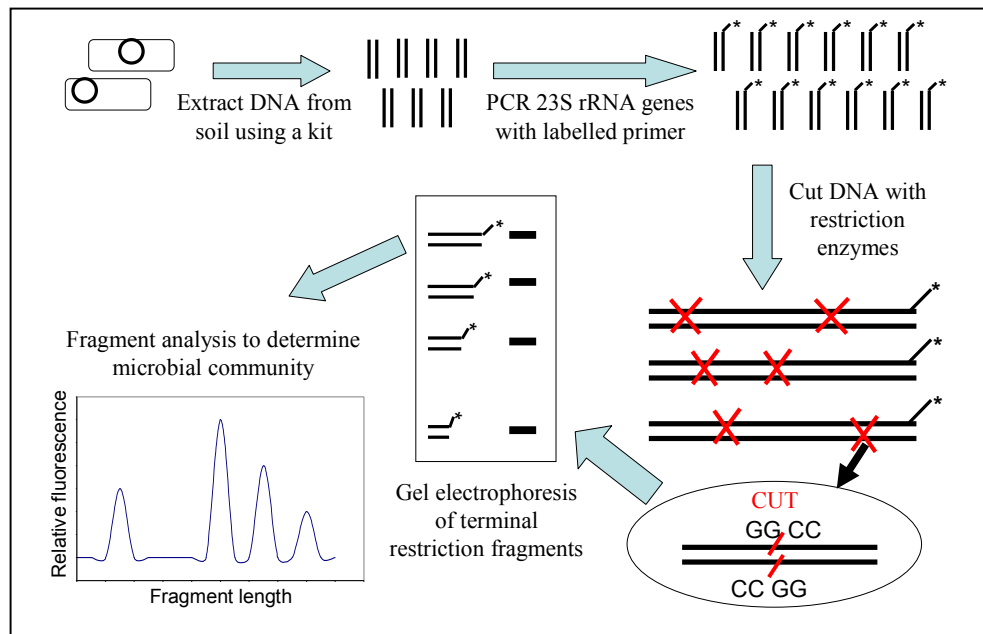 Extract DNA from
soil using a kit
PCR 23S rRNA genes
with labelled primer
* * * * * *
* * * * * *
Cut DNA with
restriction
enzymes
*
*
*
CUT
GG CC
CC GG
*
*
*
*
Gel electrophoresis
of terminal
restriction fragments
Fragment analysis to determine
microbial community
Relative fluorescence
Fragment length